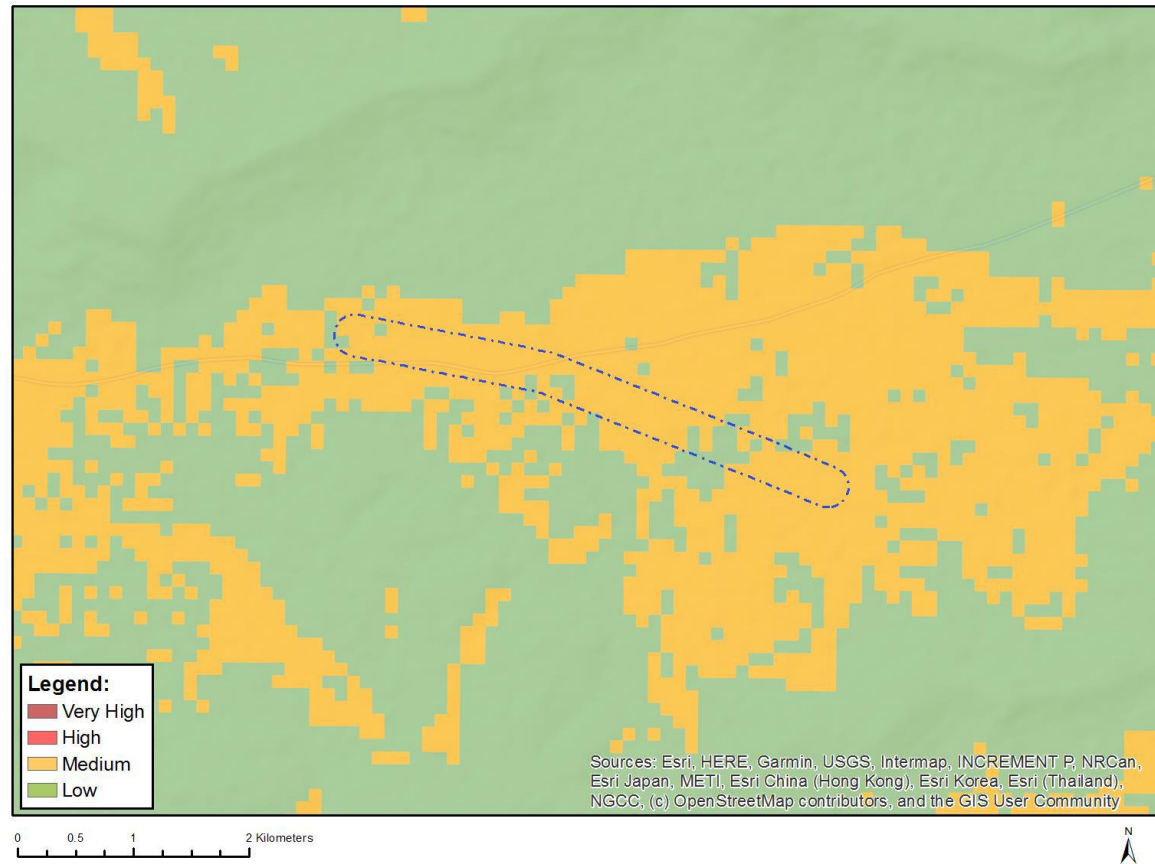 Legend:
Very High
High
Medium
Low
Sources: Esri, HERE, Garmin, USGS, Intermap, INCREMENT P, NRCan,
Esri Japan, METI, Esri China (Hong Kong), Esri Korea, Esri (Thailand),
NGCC, (c) OpenStreetMap contributors, and the GIS User Community
0 0.5 1 2 Kilometers
N